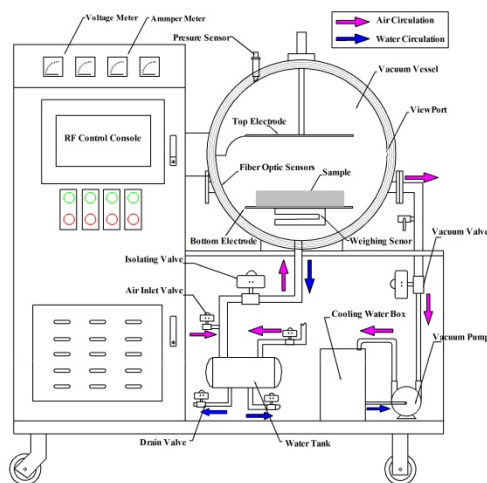 Voltage Meter
Ammper Meter
Presure Sensor
Air Circulation
Water Circulation
Vacuum Vessel
ViewPort
Top Electrode
RF Control Console
Fiber Optic Sensors
Sample
Bottom Electrode
Weighing Senor
Isolating Valve
Vacuum Valve
Air Inlet Valve
Cooling Water Box
Vacuum Pump
Drain Valve
Water Tank